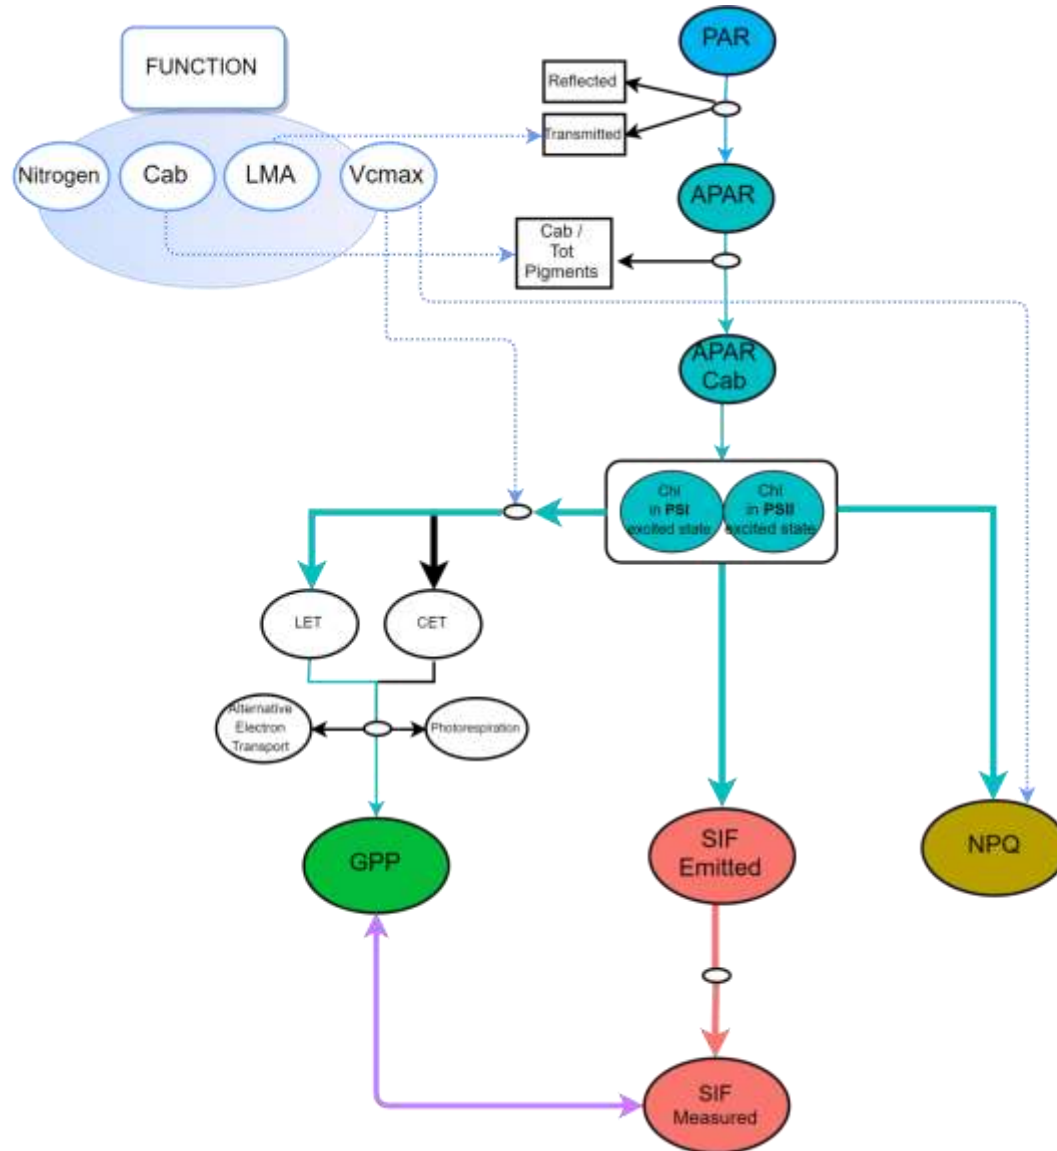 PAR
FUNCTION
Reflected
Transmitted
Nitrogen
Cab
LMA
Vcmax
APAR
Cab /
Tot
Pigments
APAR
Cab
Chl
in PSI
excited state
Chl
in PSII
excited state
LET
CET
Alternative
Electron
Transport
Photorespiration
GPP
SIF
Emitted
NPQ
SIF
Measured